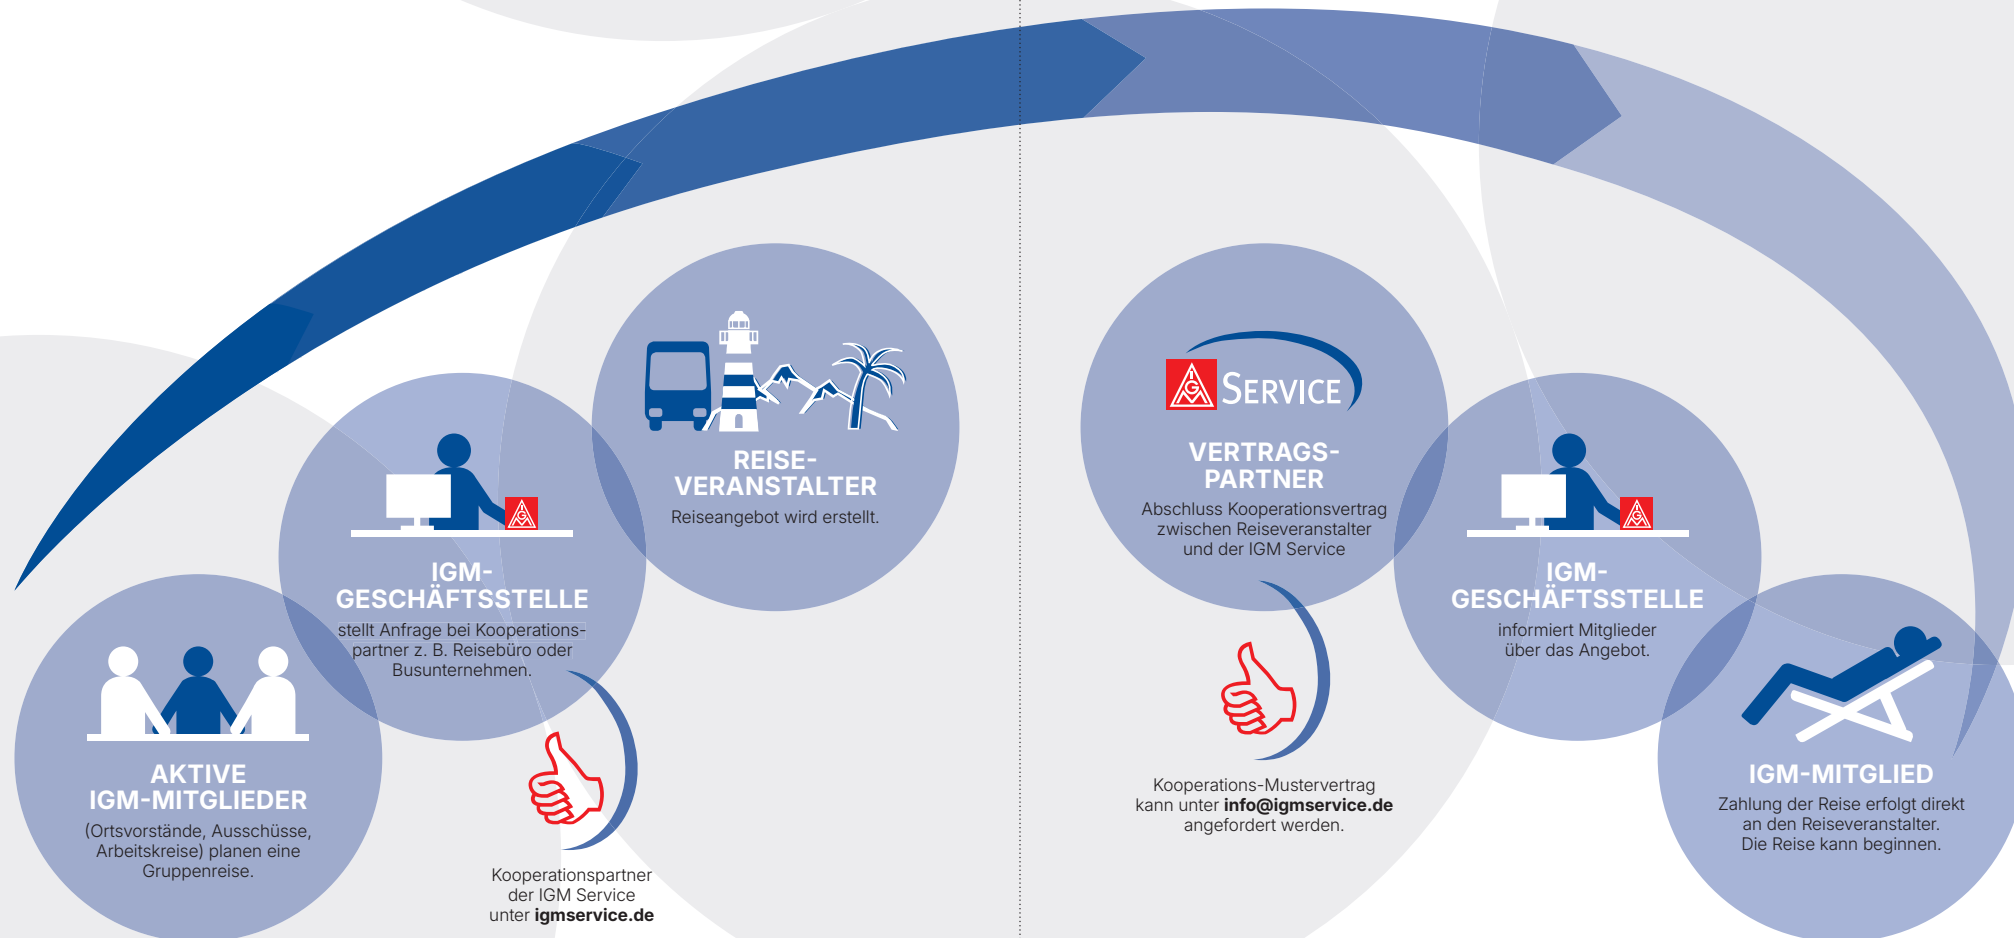 AKTIVE
IGM-MITGLIEDER
(Ortsvorstände, Ausschüsse,
Arbeitskreise) planen eine
Gruppenreise.
IGM-
GESCHÄFTSSTELLE
stellt Anfrage bei Kooperations-
partner z. B. Reisebüro oder
Busunternehmen.
Kooperationspartner
der IGM Service
unter igmservice.de
REISE-
VERANSTALTER
Reiseangebot wird erstellt.
IGM SERVICE
VERTRAGS-
PARTNER
Abschluss Kooperationsvertrag
zwischen Reiseveranstalter
und der IGM Service
Kooperations-Mustervertrag
kann unter info@igmservice.de
angefordert werden.
IGM
IGM-
GESCHÄFTSSTELLE
informiert Mitglieder
über das Angebot.
IGM-MITGLIED
Zahlung der Reise erfolgt direkt
an den Reiseveranstalter.
Die Reise kann beginnen.